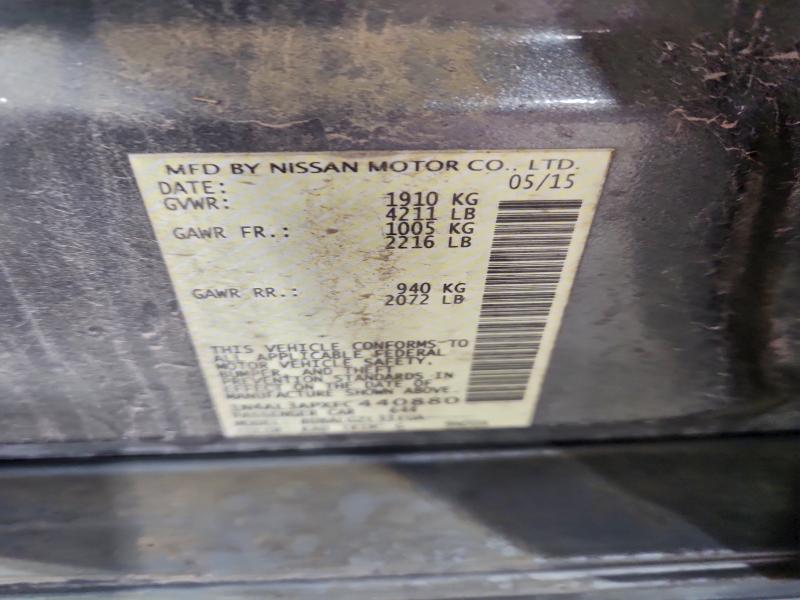 MFD BY NISSAN MOTOR CO., LTD.
DATE: 05/15
GVWR: 1910 KG
4211 LB
GAWR FR.: 1005 KG
2216 LB
GAWR RR.: 940 KG
2072 LB
THIS VEHICLE CONFORMS TO
ALL APPLICABLE FEDERAL
MOTOR VEHICLE SAFETY,
BUMPER, AND THEFT
PREVENTION STANDARDS IN
EFFECT ON THE DATE OF
MANUFACTURE SHOWN ABOVE.
1N4AL3APXFC440880
PASSENGER CAR
MODEL: